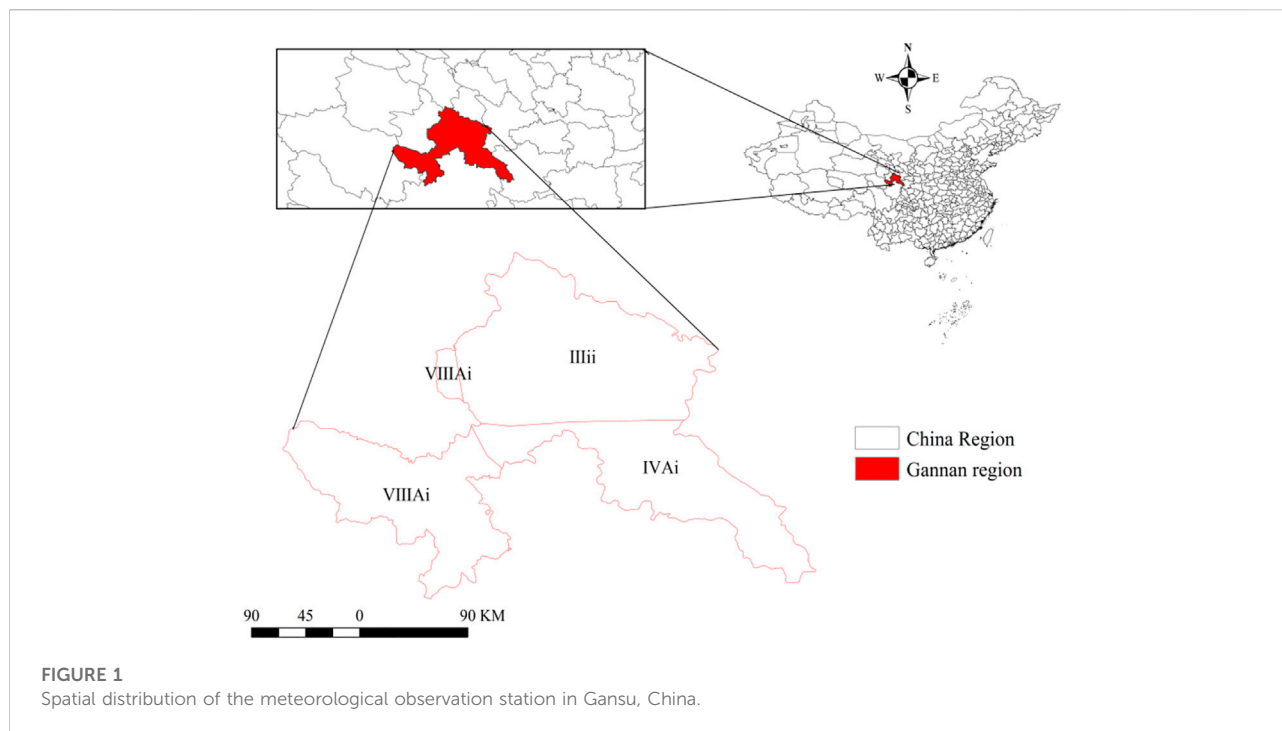 N
W E
S
IIIii
VIIIAi
IVAi
VIIIAi
China Region
Gannan region
90 45 0 90 KM
FIGURE 1
Spatial distribution of the meteorological observation station in Gansu, China.